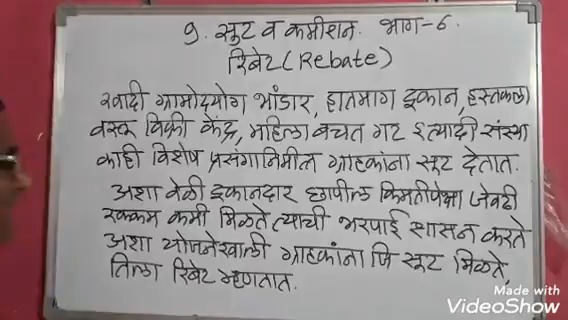 9. सूट व कमीशन. भाग-6.
रिबेट (Rebate)
खादी ग्रामोदयोग भांडार, हातमाग दुकान, हस्तकला
वस्तू विक्री केंद्र, महिला बचत गट इत्यादी संस्था
काही विशेष प्रसंगानिमीत्त ग्राहकांना सूट देतात.
अशा वेळी दुकानदार छापील किमतीपेक्षा जेवढी
रक्कम कमी मिळते त्याची भरपाई शासन करते
अशा योजनेखाली ग्राहकांना जि सूट मिळते,
तिला रिबेट म्हणतात.
Made with
VideoShow